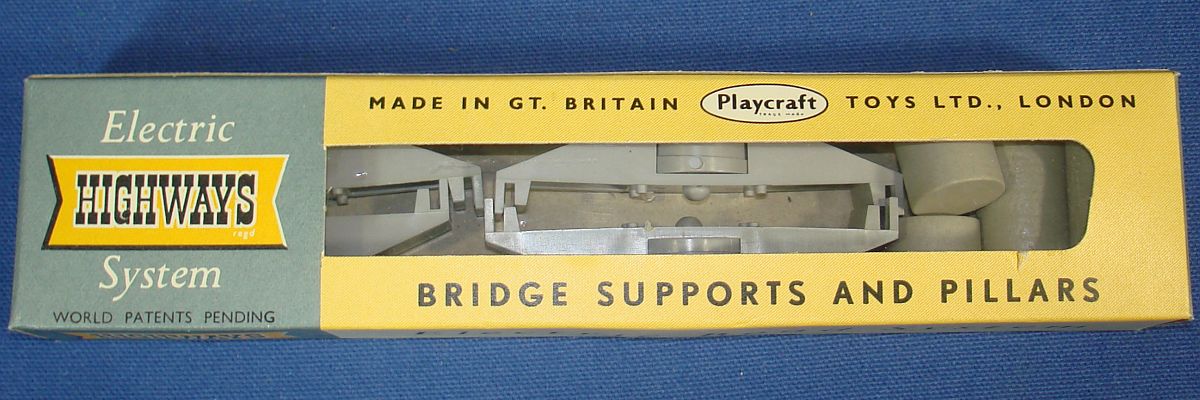 Electric
HIGHWAYS
regd
System
WORLD PATENTS PENDING
MADE IN GT. BRITAIN Playcraft TOYS LTD., LONDON
TRADE MARK
BRIDGE SUPPORTS AND PILLARS